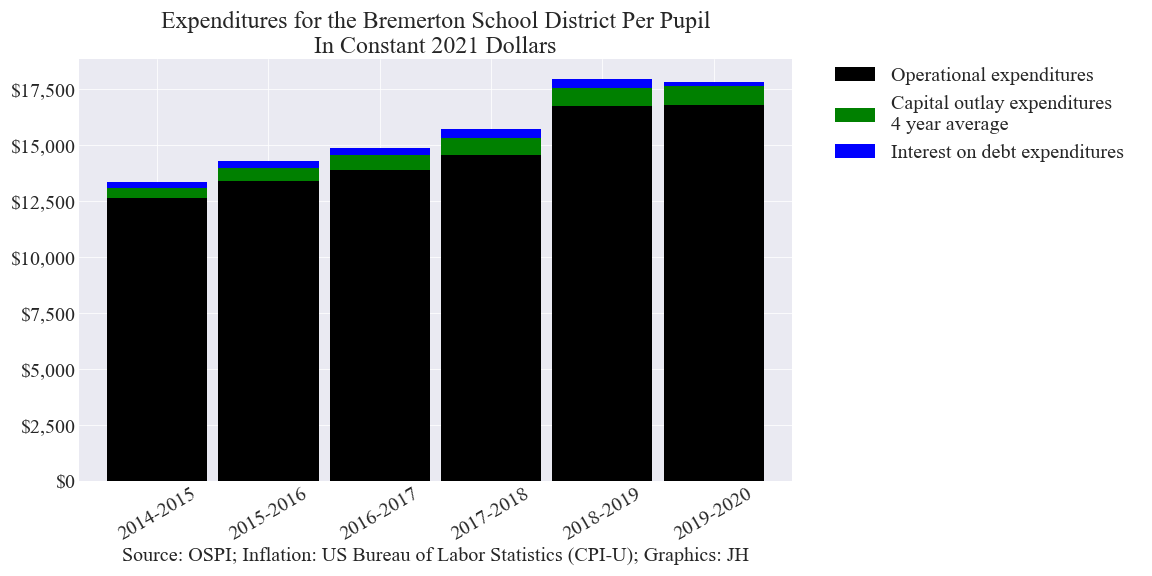 Expenditures for the Bremerton School District Per Pupil
In Constant 2021 Dollars
$17,500
$15,000
$12,500
$10,000
$7,500
$5,000
$2,500
$0
2014-2015
2015-2016
2016-2017
2017-2018
2018-2019
2019-2020
Source: OSPI; Inflation: US Bureau of Labor Statistics (CPI-U); Graphics: JH
Operational expenditures
Capital outlay expenditures
4 year average
Interest on debt expenditures